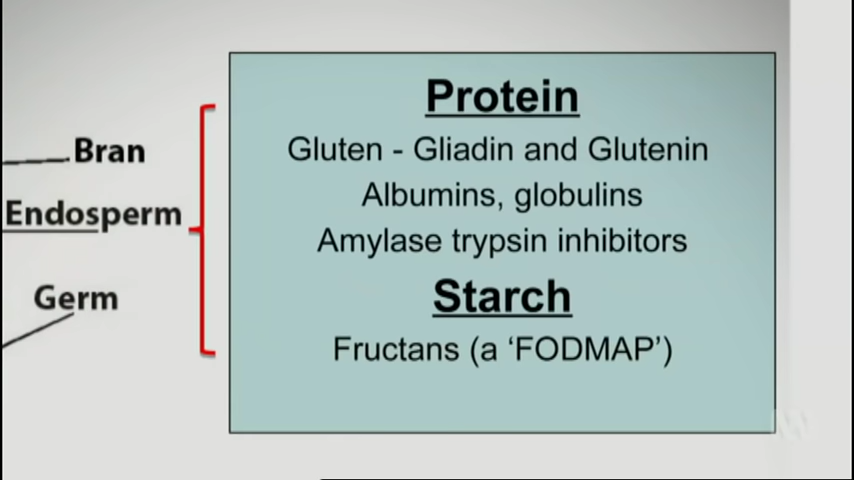 Protein
Gluten - Gliadin and Glutenin
Albumins, globulins
Amylase trypsin inhibitors
Starch
Fructans (a ‘FODMAP’)
Bran
Endosperm
Germ